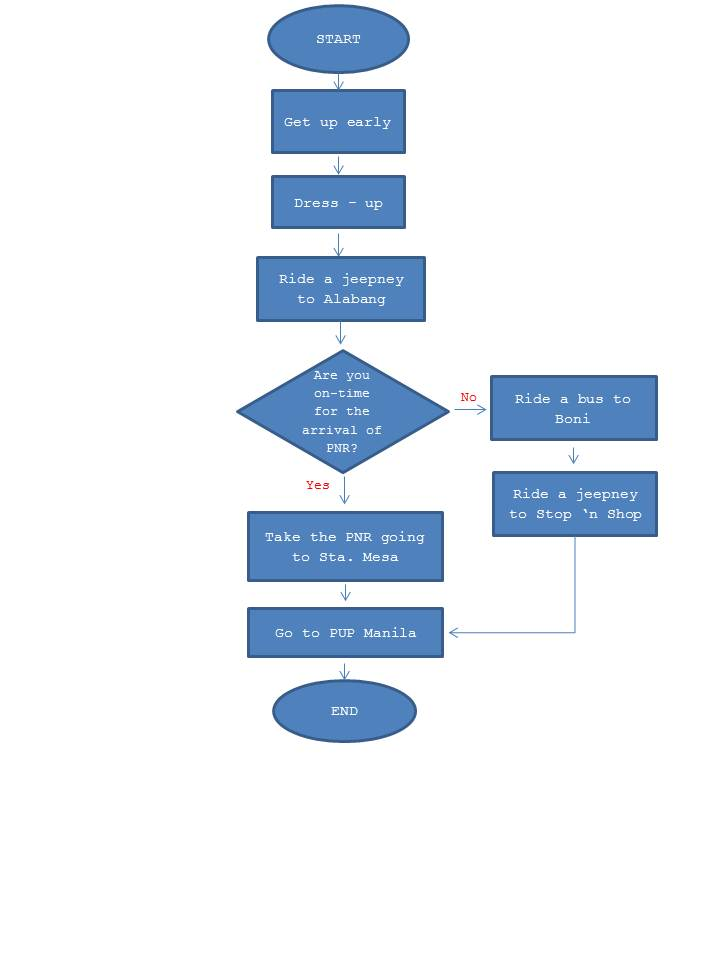 START
Get up early
Dress – up
Ride a jeepney
to Alabang
Are you
on-time
for the
arrival of
PNR?
No
Ride a bus to
Boni
Ride a jeepney
to Stop ‘n Shop
Yes
Take the PNR going
to Sta. Mesa
Go to PUP Manila
END